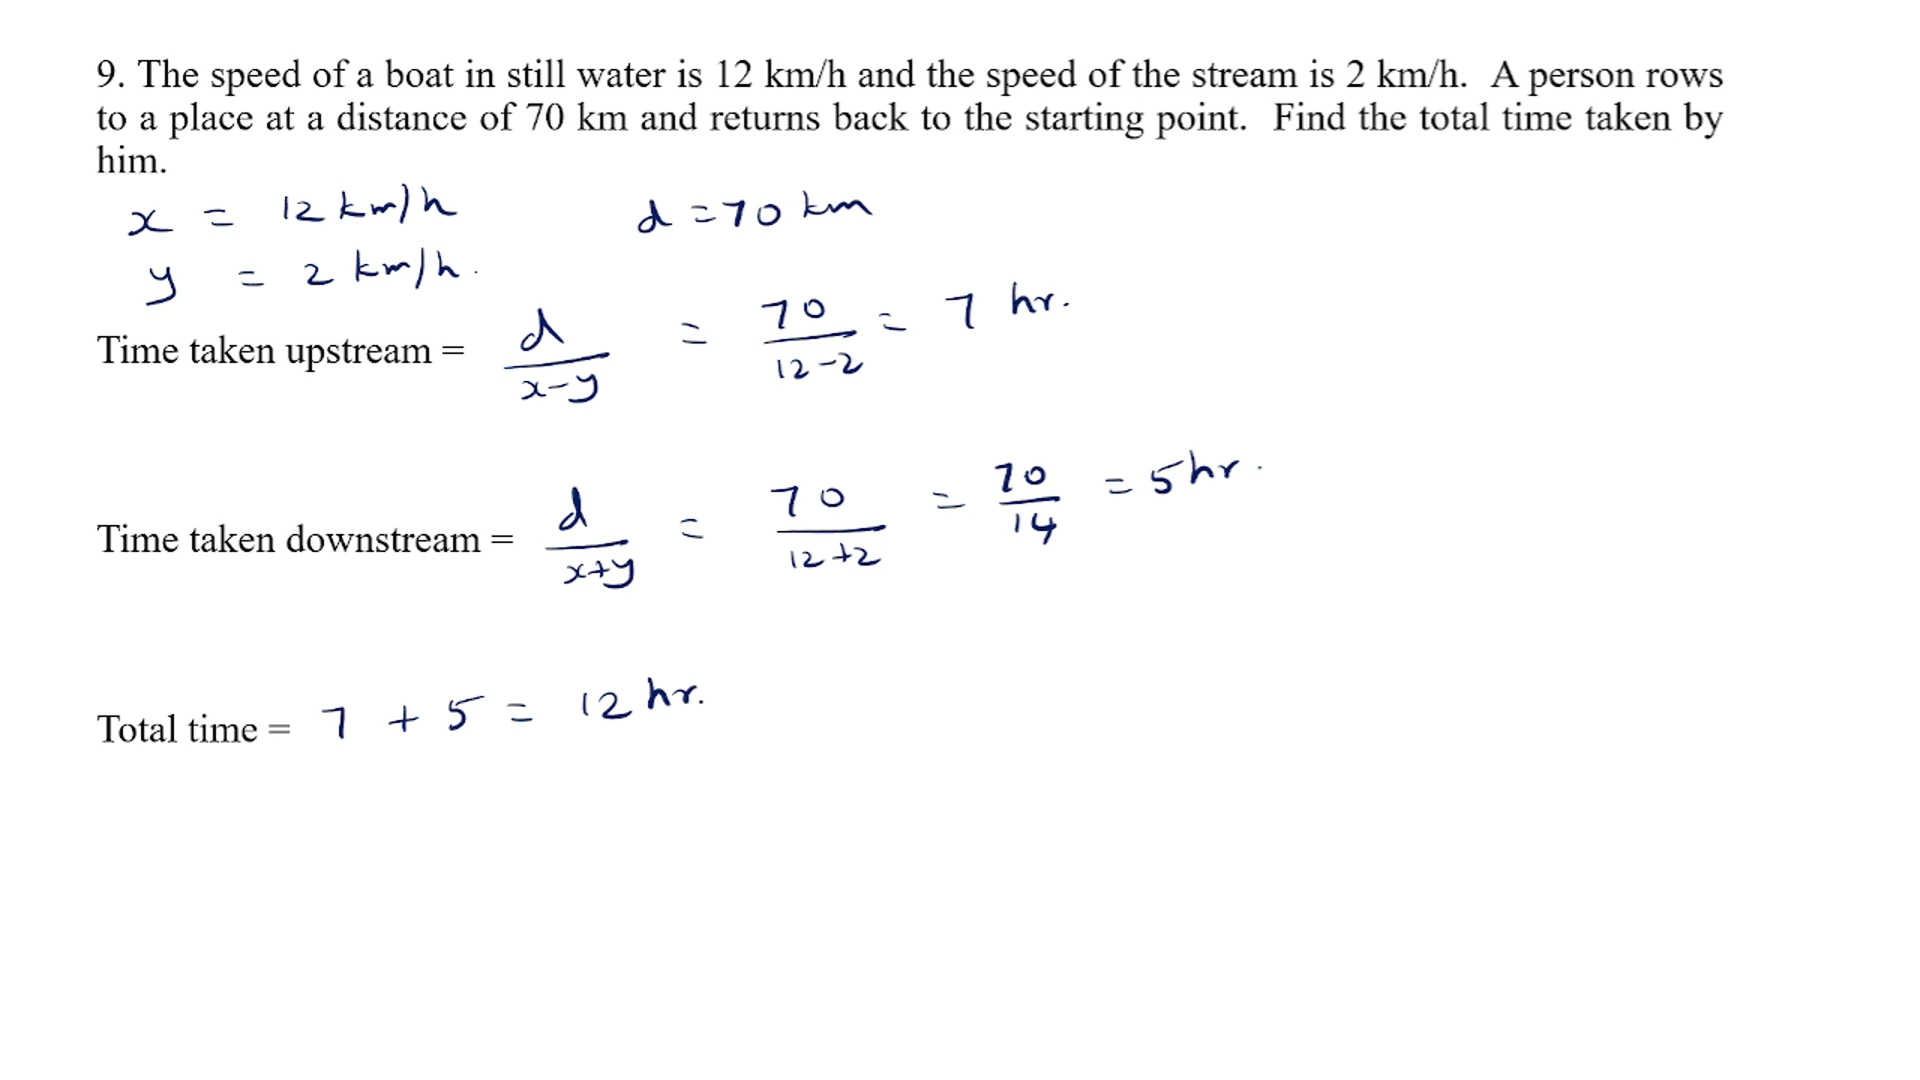 9. The speed of a boat in still water is 12 km/h and the speed of the stream is 2 km/h.  A person rows
to a place at a distance of 70 km and returns back to the starting point.  Find the total time taken by
him.
x = 12 km/h    d = 70 km
y = 2 km/h.
Time taken upstream = d/(x-y) = 70/(12-2) = 7 hr.
Time taken downstream = d/(x+y) = 70/(12+2) = 70/14 = 5 hr.
Total time = 7 + 5 = 12 hr.